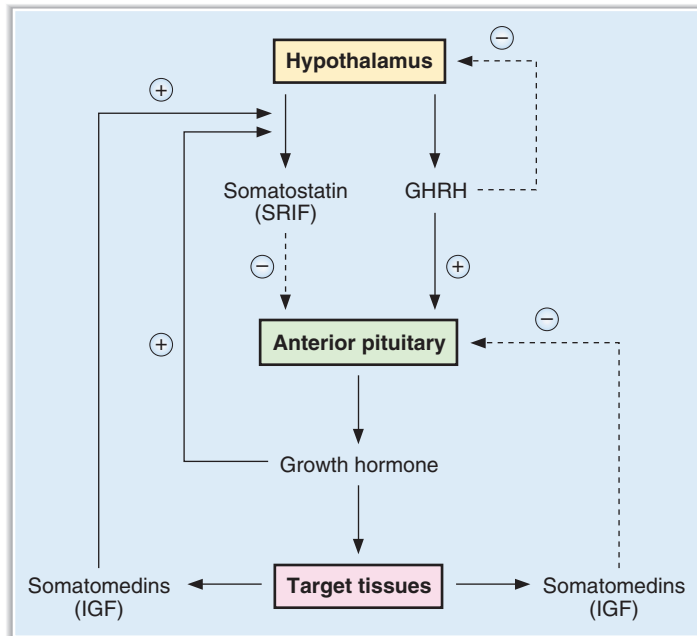 −
Hypothalamus
+
Somatostatin
(SRIF)
GHRH
−
+
−
Anterior pituitary
+
Growth hormone
Somatomedins
(IGF)
Target tissues
Somatomedins
(IGF)